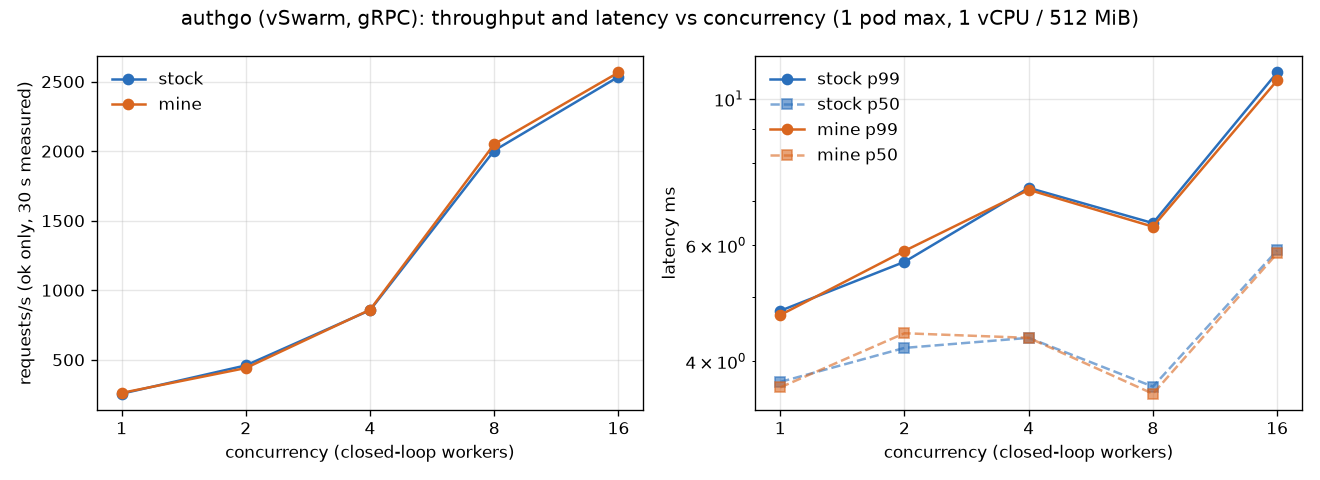 authgo (vSwarm, gRPC): throughput and latency vs concurrency (1 pod max, 1 vCPU / 512 MiB)
requests/s (ok only, 30 s measured)
2500
2000
1500
1000
500
stock
mine
1
2
4
8
16
concurrency (closed-loop workers)
latency ms
10¹
6 × 10⁰
4 × 10⁰
stock p99
stock p50
mine p99
mine p50
1
2
4
8
16
concurrency (closed-loop workers)